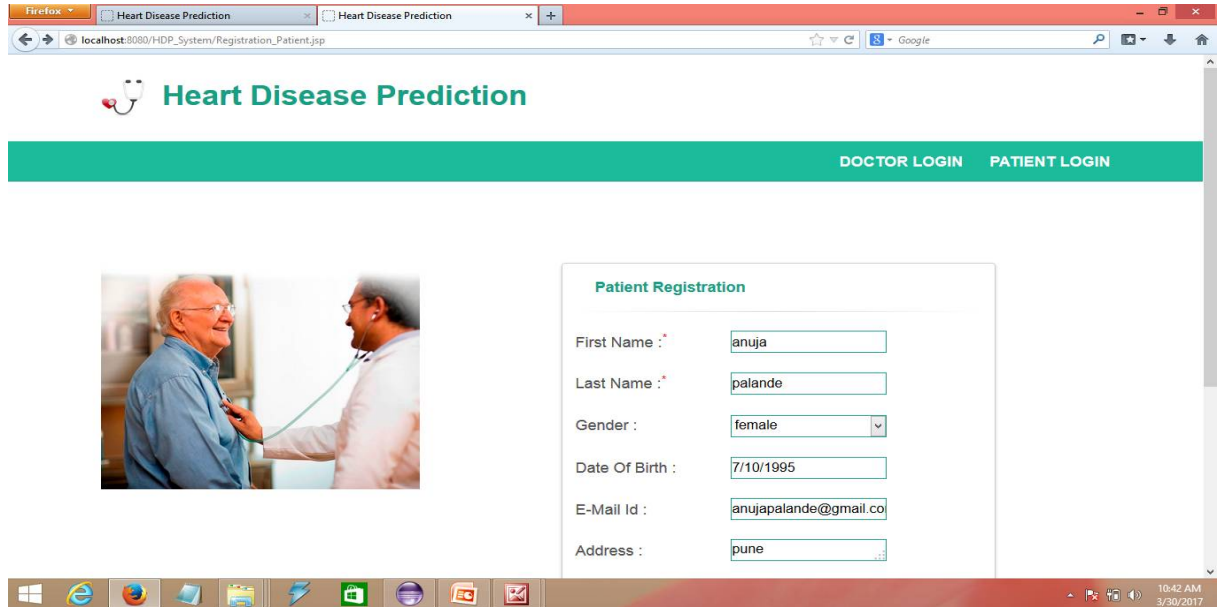 Firefox
Heart Disease Prediction × Heart Disease Prediction × +
localhost:8080/HDP_System/Registration_Patient.jsp 8 Google
Heart Disease Prediction
DOCTOR LOGIN PATIENT LOGIN
Patient Registration
First Name :* anuja
Last Name :* palande
Gender : female
Date Of Birth : 7/10/1995
E-Mail Id : anujapalande@gmail.co
Address : pune
10:42 AM
3/30/2017